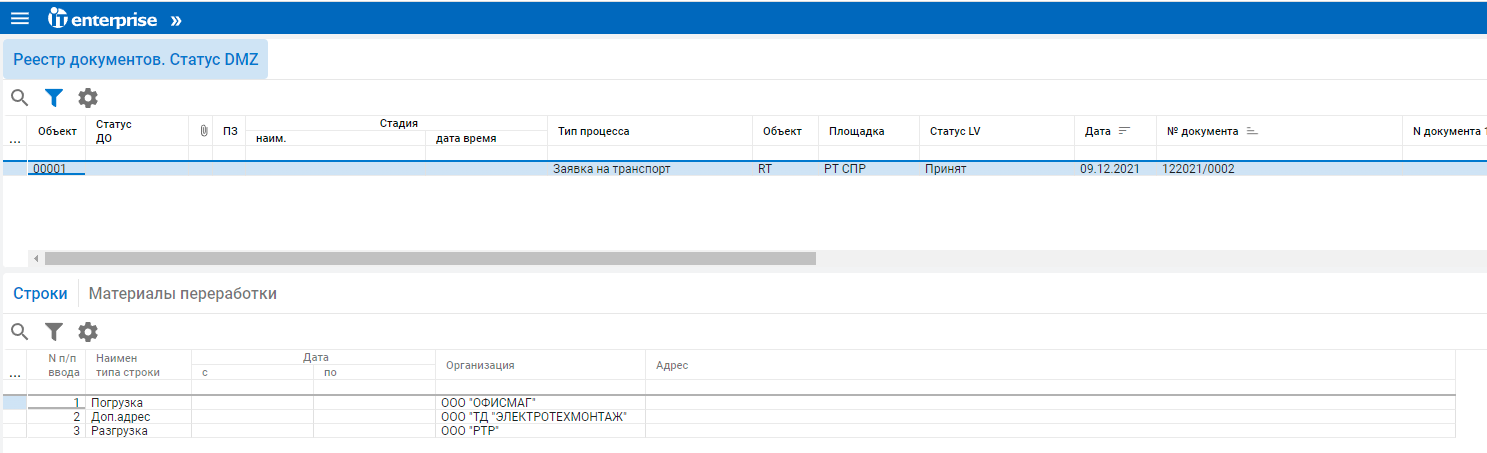 enterprise »
Реестр документов. Статус DMZ
... Объект Статус ДО ПЗ Стадия наим. дата время Тип процесса Объект Площадка Статус LV Дата № документа N документа 1
00001 Заявка на транспорт RT РТ СПР Принят 09.12.2021 122021/0002
Строки Материалы переработки
... N п/п ввода Наимен типа строки Дата с по Организация Адрес
1 Погрузка ООО "ОФИСМАГ"
2 Доп.адрес ООО "ТД "ЭЛЕКТРОТЕХМОНТАЖ"
3 Разгрузка ООО "РТР"